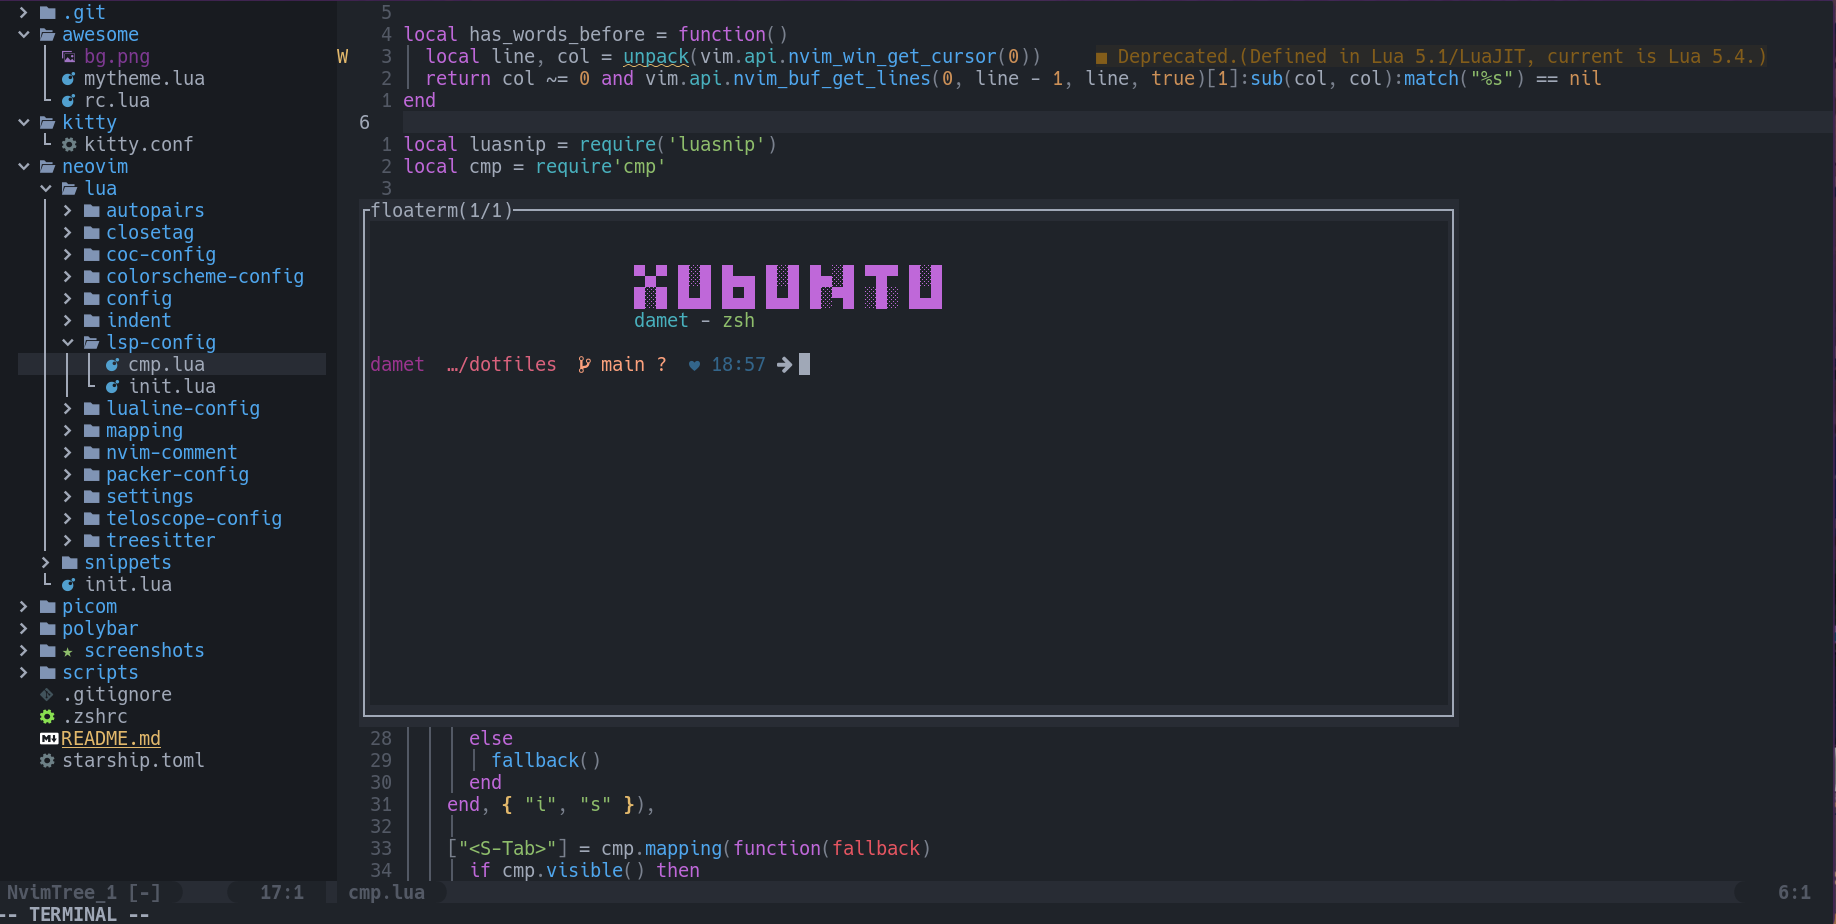 .git
awesome
bg.png
mytheme.lua
rc.lua
kitty
kitty.conf
neovim
lua
autopairs
closetag
coc-config
colorscheme-config
config
indent
lsp-config
cmp.lua
init.lua
lualine-config
mapping
nvim-comment
packer-config
settings
teloscope-config
treesitter
snippets
init.lua
picom
polybar
★ screenshots
scripts
.gitignore
.zshrc
README.md
starship.toml
5
4 local has_words_before = function()
W 3 local line, col = unpack(vim.api.nvim_win_get_cursor(0)) ■ Deprecated.(Defined in Lua 5.1/LuaJIT, current is Lua 5.4.)
2 return col ~= 0 and vim.api.nvim_buf_get_lines(0, line - 1, line, true)[1]:sub(col, col):match("%s") == nil
1 end
6
1 local luasnip = require('luasnip')
2 local cmp = require'cmp'
3
floaterm(1/1)
XUbUNTU
damet - zsh
damet …/dotfiles main ? ♥ 18:57 ➜
28 else
29 fallback()
30 end
31 end, { "i", "s" }),
32
33 ["<S-Tab>"] = cmp.mapping(function(fallback)
34 if cmp.visible() then
NvimTree_1 [-] 17:1 cmp.lua 6:1
-- TERMINAL --